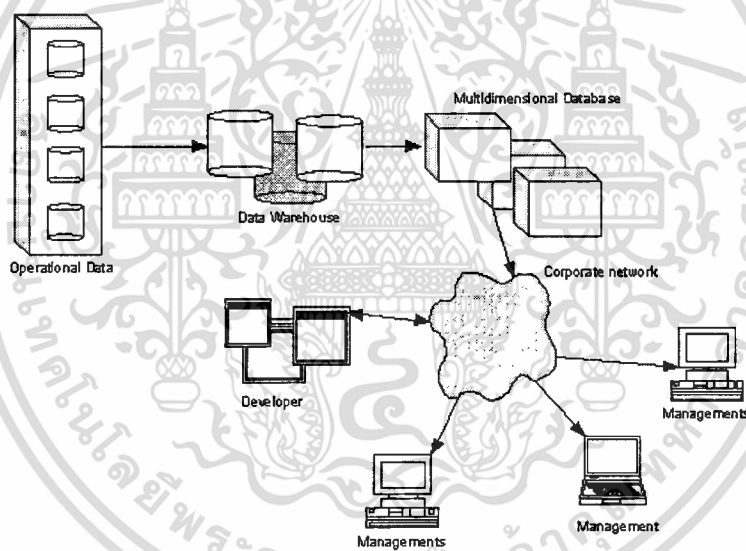 Multidimensional Database
Data Warehouse
Operational Data
Corporate network
Developer
Managements
Management
Managements